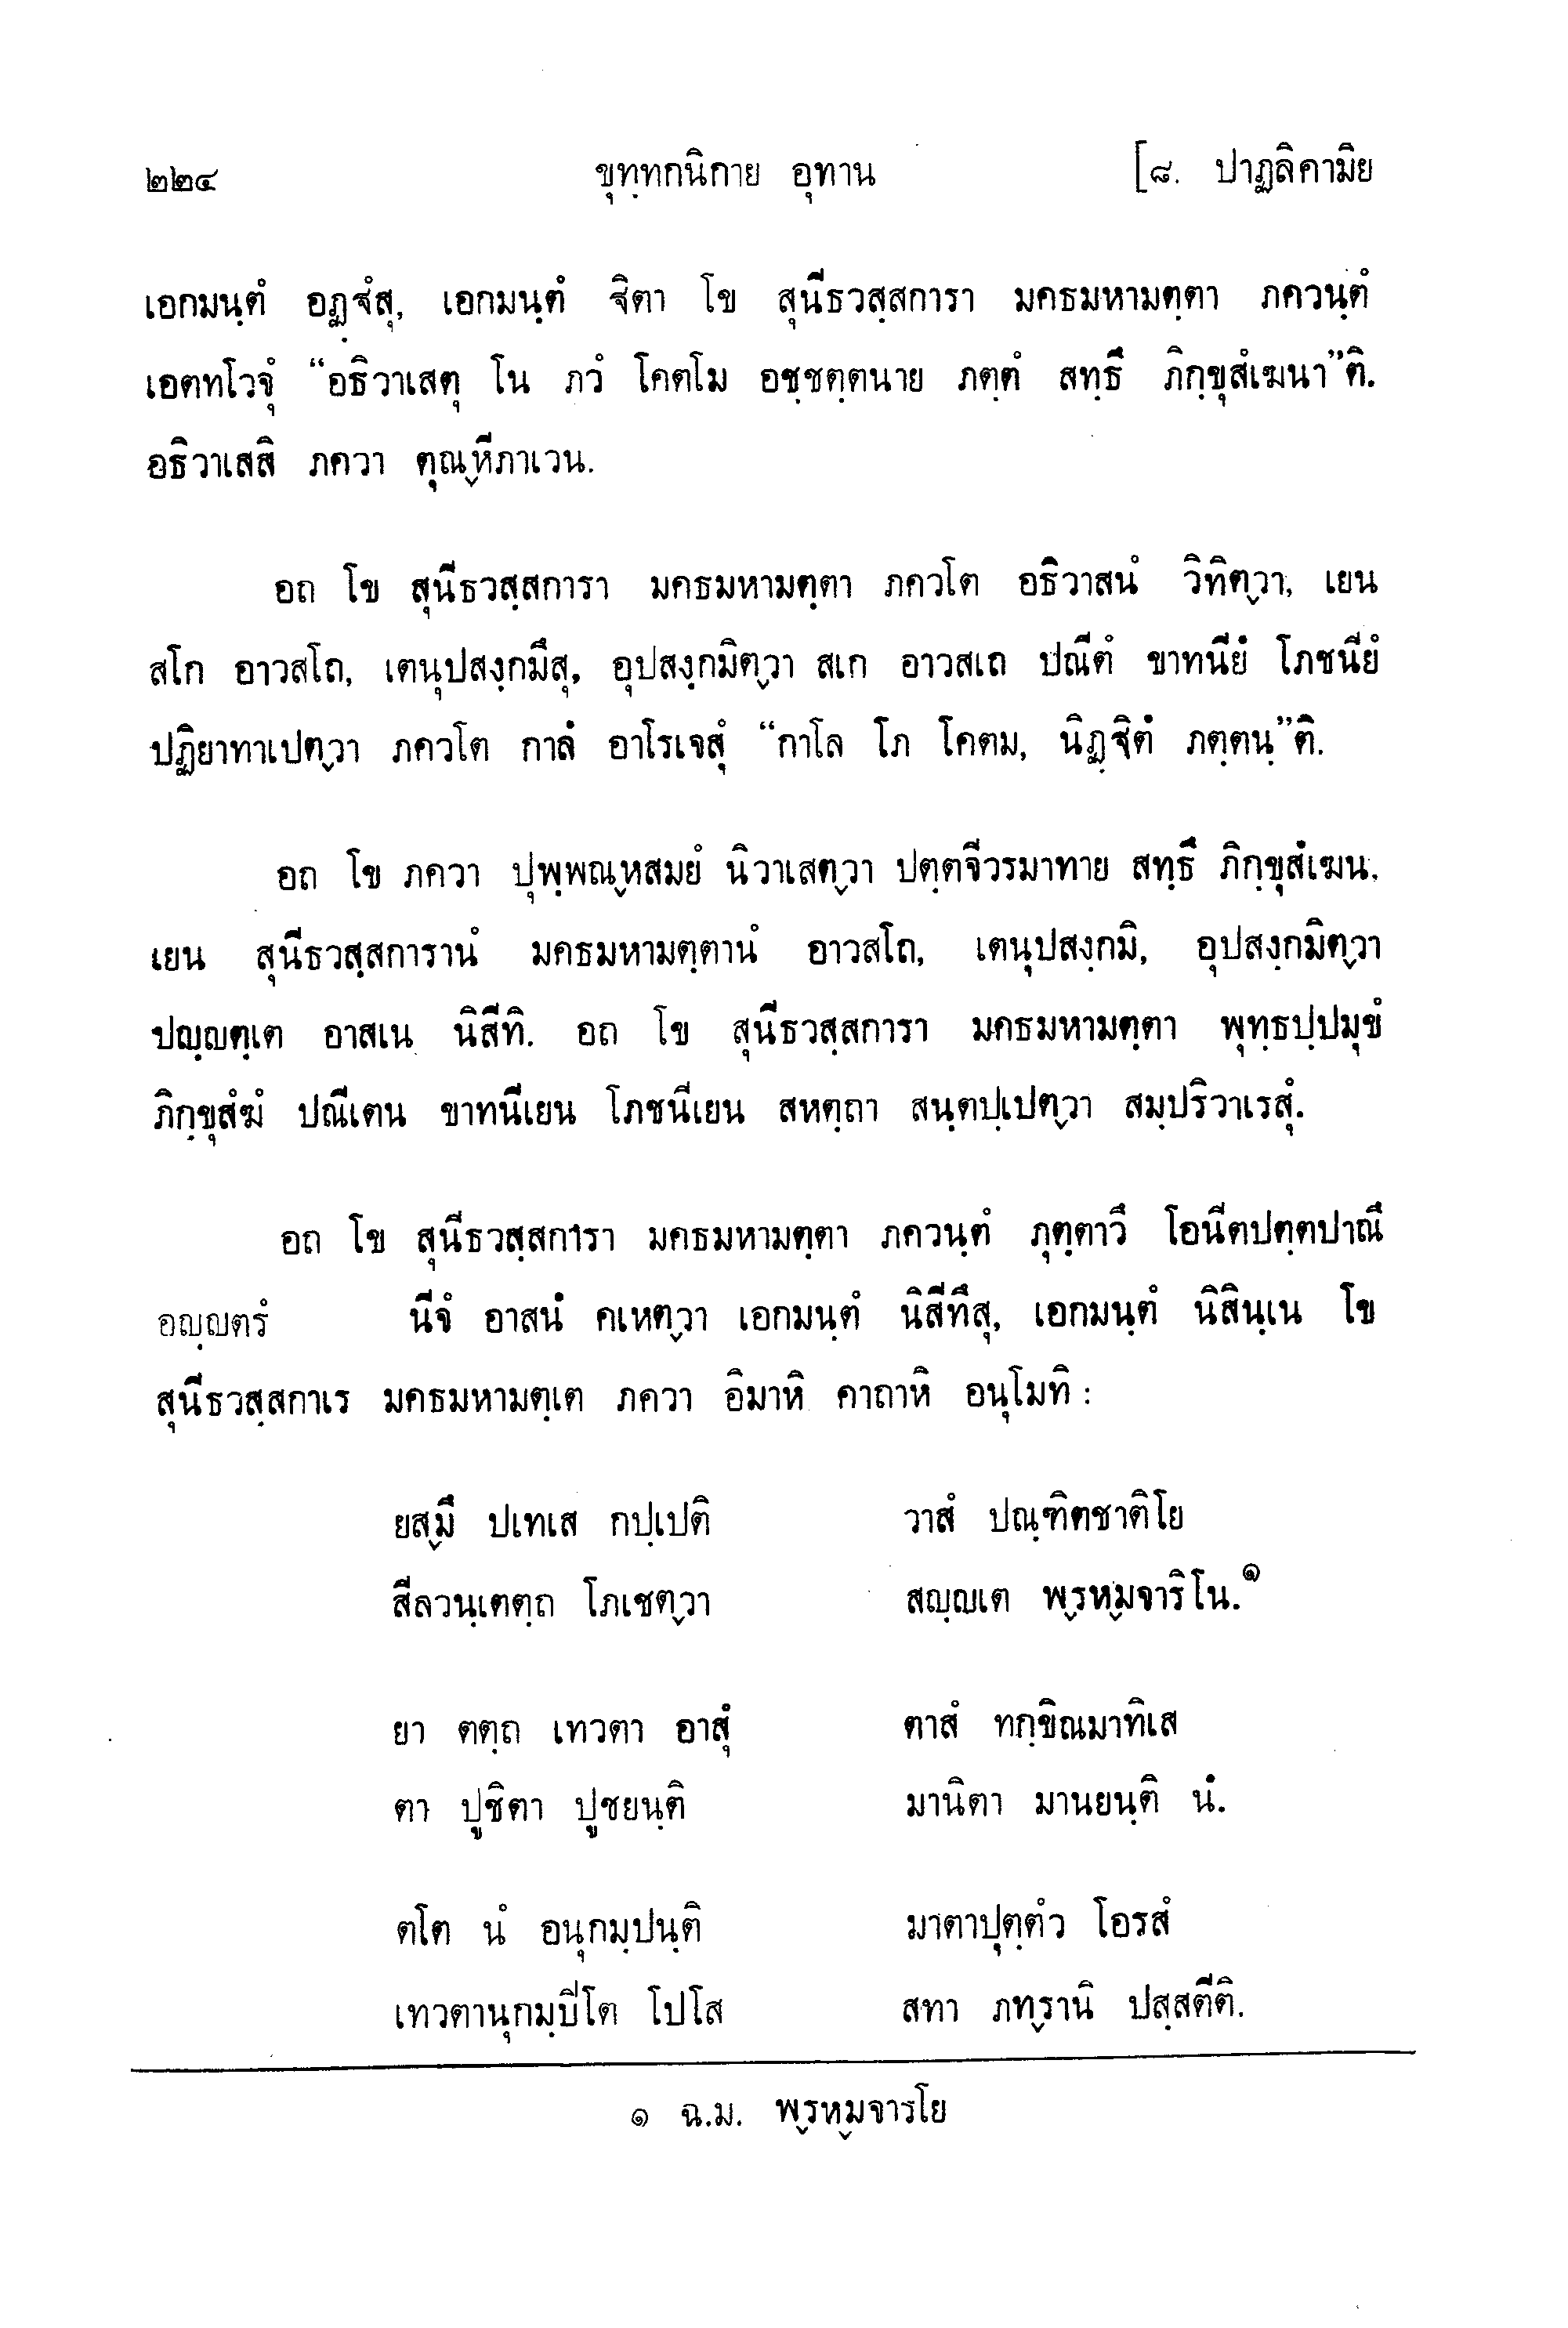 ๒๒๔ ขุทฺทกนิกาย อุทาน [๘. ปาฏลิคามิย
เอกมนฺตํ อฏฺฐํสุ, เอกมนฺตํ ฐิตา โข สุนีธวสฺสการา มคธมหามตฺตา ภควนฺตํ
เอตทโวจุํ “อธิวาเสตุ โน ภวํ โคตโม อชฺชตฺตนาย ภตฺตํ สทฺธึ ภิกฺขุสํเฆนา”ติ.
อธิวาเสสิ ภควา ตุณฺหีภาเวน.
อถ โข สุนีธวสฺสการา มคธมหามตฺตา ภควโต อธิวาสนํ วิทิตฺวา, เยน
สโก อาวสโถ, เตนุปสงฺกมึสุ, อุปสงฺกมิตฺวา สเก อาวสเถ ปณีตํ ขาทนียํ โภชนียํ
ปฏิยาทาเปตฺวา ภควโต กาลํ อาโรเจสุํ “กาโล โภ โคตม, นิฏฺฐิตํ ภตฺตนฺ”ติ.
อถ โข ภควา ปุพฺพณฺหสมยํ นิวาเสตฺวา ปตฺตจีวรมาทาย สทฺธึ ภิกฺขุสํเฆน,
เยน สุนีธวสฺสการานํ มคธมหามตฺตานํ อาวสโถ, เตนุปสงฺกมิ, อุปสงฺกมิตฺวา
ปญฺญตฺเต อาสเน นิสีทิ. อถ โข สุนีธวสฺสการา มคธมหามตฺตา พุทฺธปฺปมุขํ
ภิกฺขุสํฆํ ปณีเตน ขาทนีเยน โภชนีเยน สหตฺถา สนฺตปฺเปตฺวา สมฺปริวาเรสุํ.
อถ โข สุนีธวสฺสการา มคธมหามตฺตา ภควนฺตํ ภุตฺตาวึ โอนีตปตฺตปาณึ
อญฺญตรํ นีจํ อาสนํ คเหตฺวา เอกมนฺตํ นิสีทึสุ, เอกมนฺตํ นิสินฺเน โข
สุนีธวสฺสกาเร มคธมหามตฺเต ภควา อิมาหิ คาถาหิ อนุโมทิ :
ยสฺมึ ปเทเส กปฺเปติ วาสํ ปณฺฑิตชาติโย
สีลวนฺเตตฺถ โภเชตฺวา สญฺญเต พฺรหฺมจาริโน.๑
ยา ตตฺถ เทวตา อาสุํ ตาสํ ทกฺขิณมาทิเส
ตา ปูชิตา ปูชยนฺติ มานิตา มานยนฺติ นํ.
ตโต นํ อนุกมฺปนฺติ มาตาปุตฺตํว โอรสํ
เทวตานุกมฺปิโต โปโส สทา ภทฺรานิ ปสฺสตีติ.
๑ ฉ.ม. พฺรหฺมจารโย